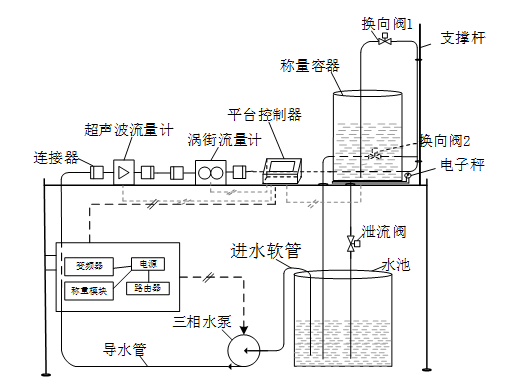 换向阀1
支撑杆
称量容器
平台控制器
超声波流量计
涡街流量计
连接器
换向阀2
电子秤
泄流阀
进水软管
水池
变频器
电源
称重模块
路由器
三相水泵
导水管